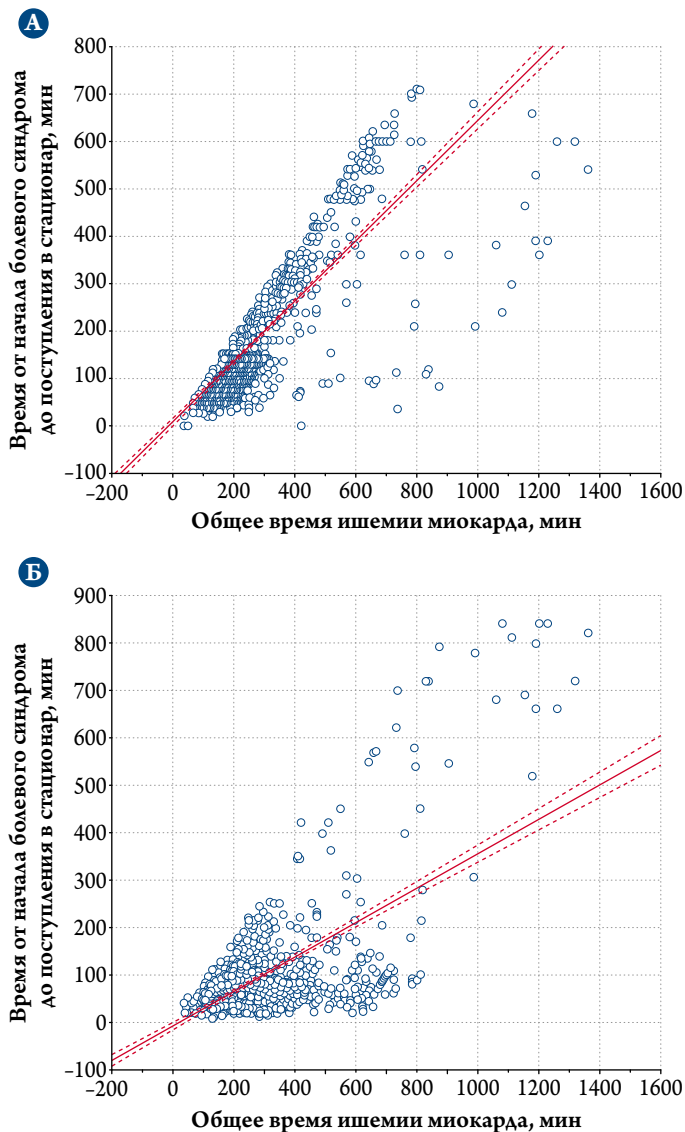 А
Время от начала болевого синдрома
до поступления в стационар, мин
800
700
600
500
400
300
200
100
0
–100
–200 0 200 400 600 800 1000 1200 1400 1600
Общее время ишемии миокарда, мин
Б
Время от начала болевого синдрома
до поступления в стационар, мин
900
800
700
600
500
400
300
200
100
0
–100
–200 0 200 400 600 800 1000 1200 1400 1600
Общее время ишемии миокарда, мин